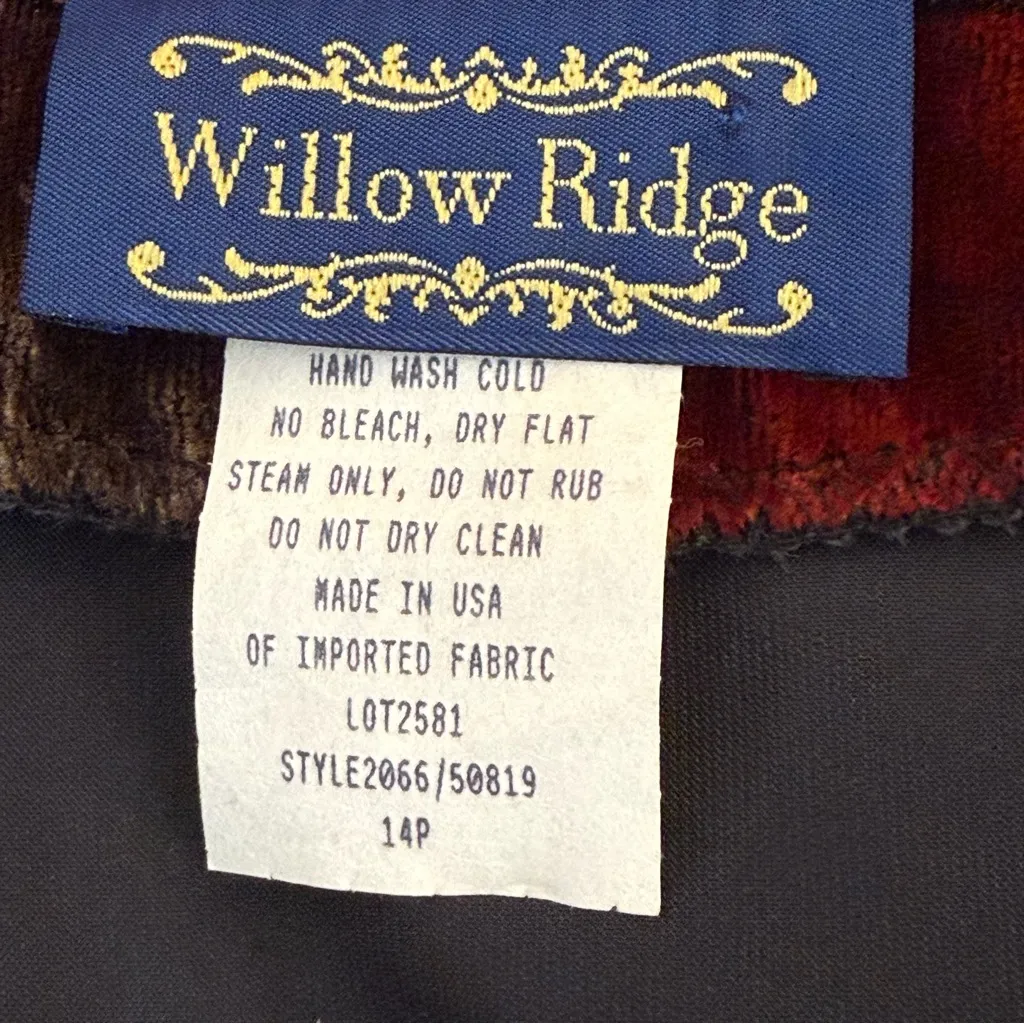 Willow Ridge
HAND WASH COLD
NO BLEACH, DRY FLAT
STEAM ONLY, DO NOT RUB
DO NOT DRY CLEAN
MADE IN USA
OF IMPORTED FABRIC
LOT2581
STYLE2066/50819
14P